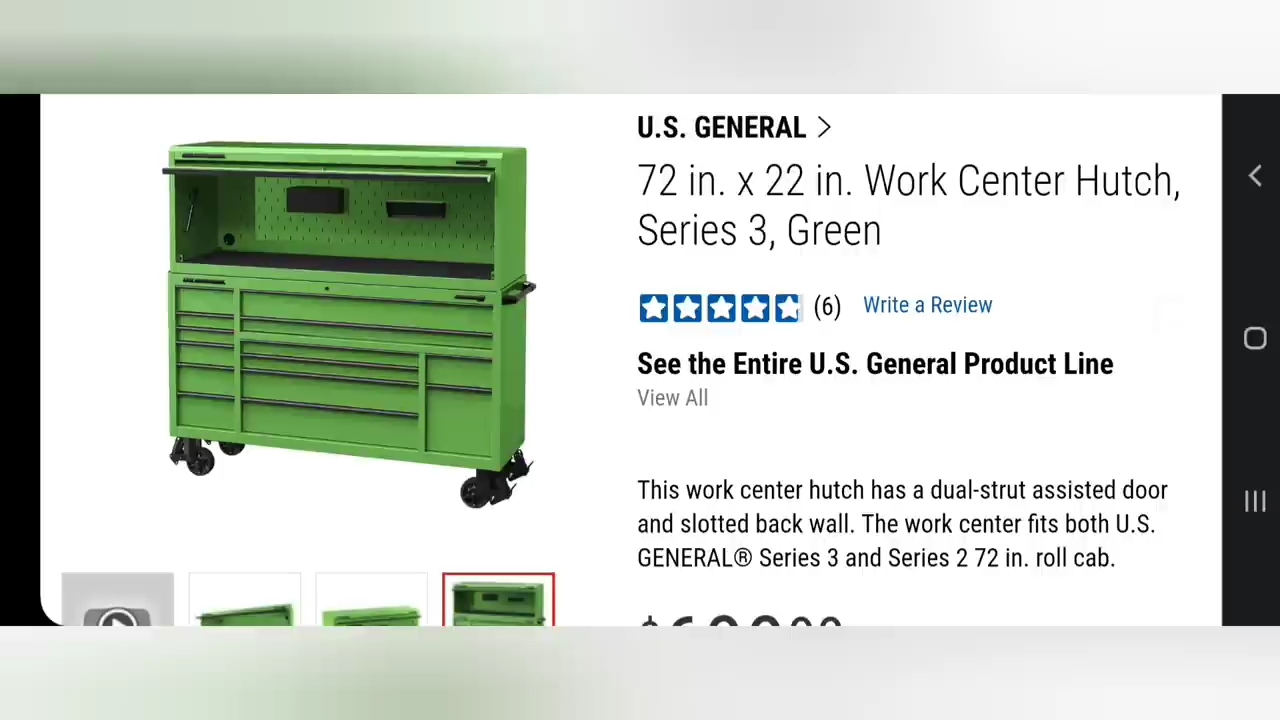 U.S. GENERAL >
72 in. x 22 in. Work Center Hutch,
Series 3, Green
(6) Write a Review
See the Entire U.S. General Product Line
View All
This work center hutch has a dual-strut assisted door
and slotted back wall. The work center fits both U.S.
GENERAL® Series 3 and Series 2 72 in. roll cab.